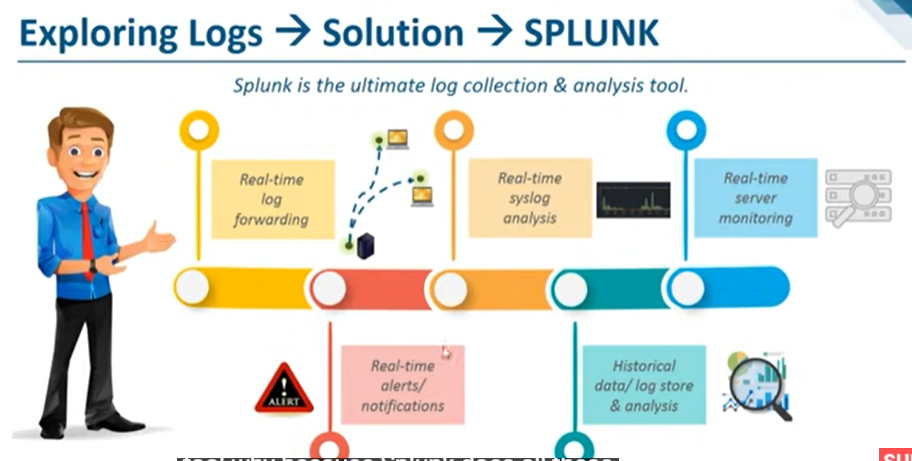 Exploring Logs → Solution → SPLUNK
Splunk is the ultimate log collection & analysis tool.
Real-time
log
forwarding
Real-time
syslog
analysis
Real-time
server
monitoring
ALERT
Real-time
alerts/
notifications
Historical
data/ log store
& analysis